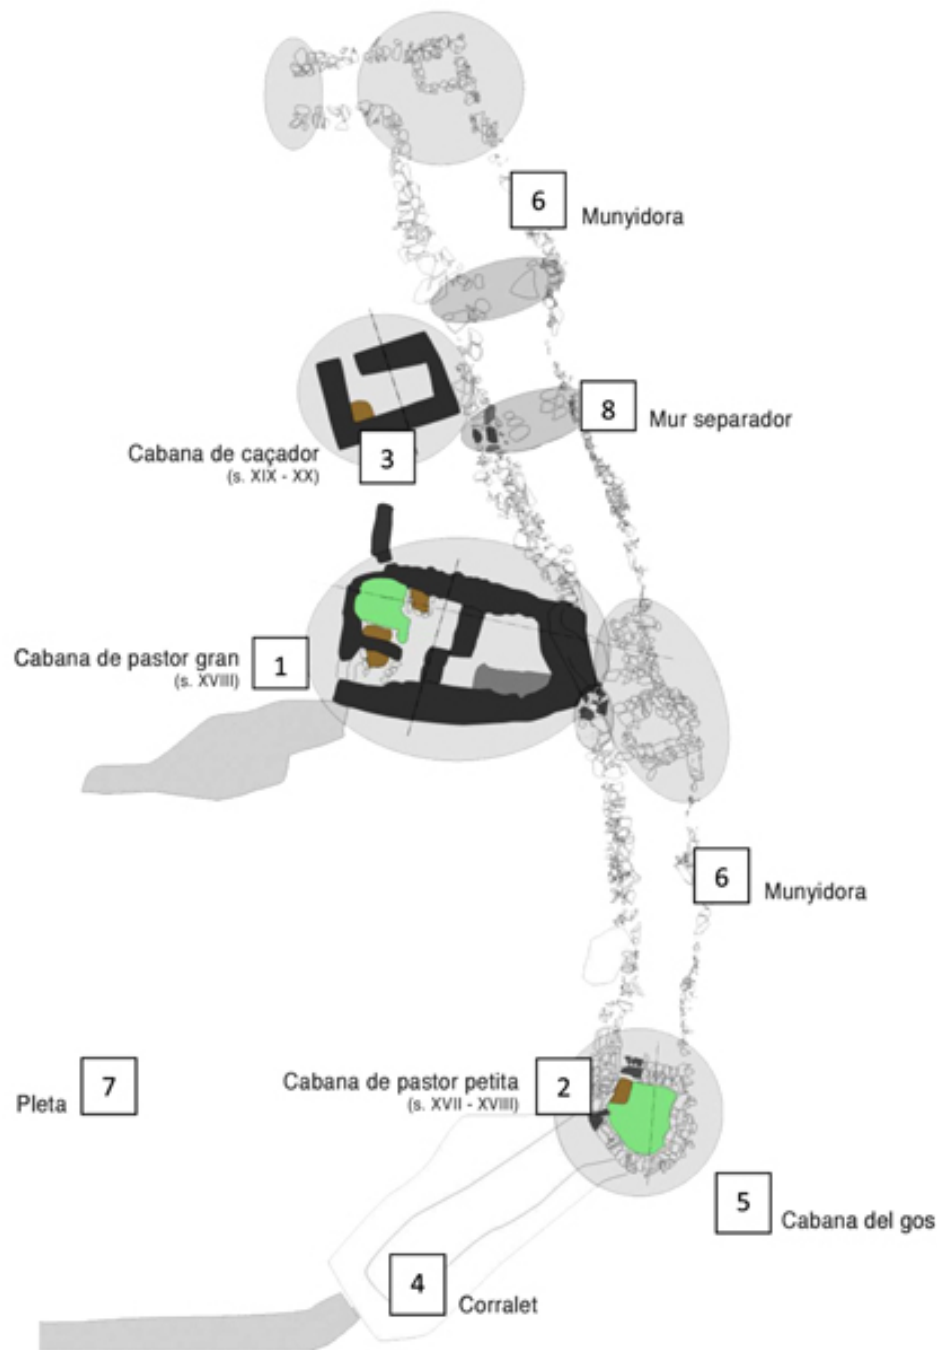 6
Munyidora
8
Mur separador
Cabana de caçador
(s. XIX - XX)
3
Cabana de pastor gran
(s. XVIII)
1
6
Munyidora
7
Pleta
Cabana de pastor petita
(s. XVII - XVIII)
2
5
Cabana del gos
4
Corralet